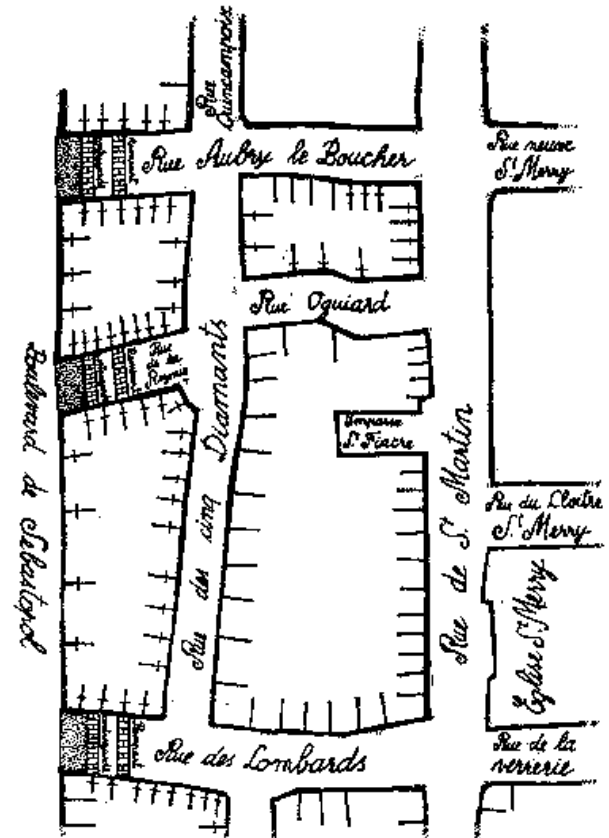 Rue
Quincampoix
Rue Aubry le Boucher
Rue neuve
St Merry
Rue Oguiard
Rue
de la
Reynie
Boulevard de Sébastopol
Rue des cinq Diamants
Impasse
St Fiacre
Rue de St Martin
Rue du Cloitre
St Merry
Eglise St Merry
Rue des Lombards
Rue de la
verrerie